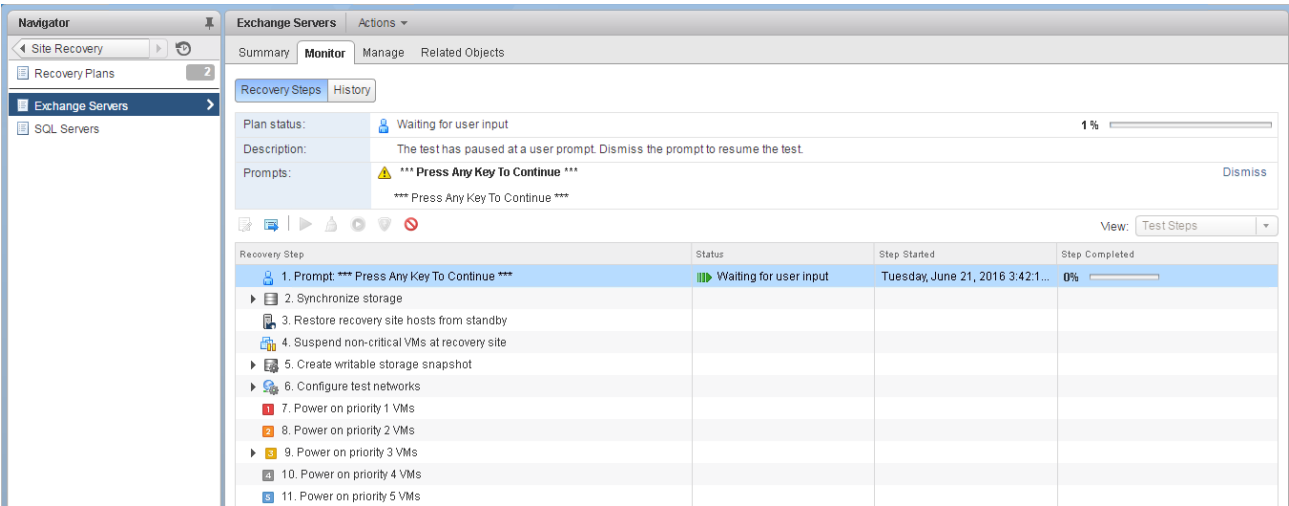 Navigator
Site Recovery
Recovery Plans 2
Exchange Servers
SQL Servers
Exchange Servers Actions
Summary Monitor Manage Related Objects
Recovery Steps History
Plan status: Waiting for user input 1 %
Description: The test has paused at a user prompt. Dismiss the prompt to resume the test.
Prompts: *** Press Any Key To Continue *** Dismiss
*** Press Any Key To Continue ***
View: Test Steps
Recovery Step Status Step Started Step Completed
1. Prompt: *** Press Any Key To Continue *** Waiting for user input Tuesday, June 21, 2016 3:42:1... 0%
2. Synchronize storage
3. Restore recovery site hosts from standby
4. Suspend non-critical VMs at recovery site
5. Create writable storage snapshot
6. Configure test networks
1 7. Power on priority 1 VMs
2 8. Power on priority 2 VMs
3 9. Power on priority 3 VMs
4 10. Power on priority 4 VMs
5 11. Power on priority 5 VMs